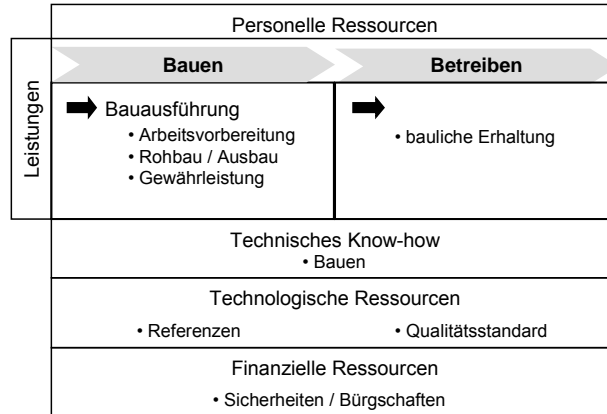 Personelle Ressourcen
Leistungen
Bauen
Betreiben
Bauausführung
• Arbeitsvorbereitung
• Rohbau / Ausbau
• Gewährleistung
• bauliche Erhaltung
Technisches Know-how
• Bauen
Technologische Ressourcen
• Referenzen
• Qualitätsstandard
Finanzielle Ressourcen
• Sicherheiten / Bürgschaften